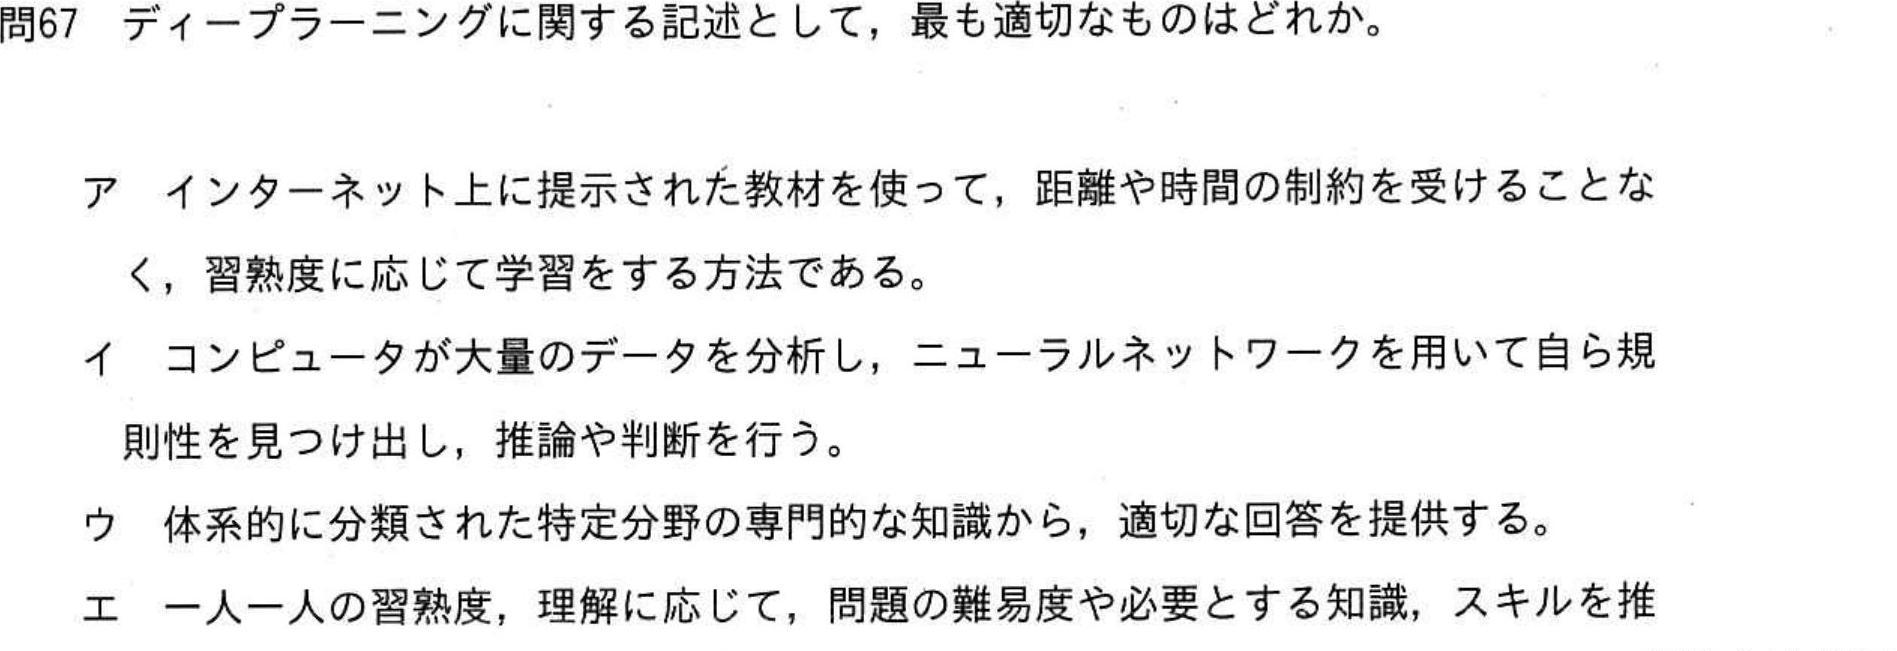 問67　ディープラーニングに関する記述として，最も適切なものはどれか。
ア　インターネット上に提示された教材を使って，距離や時間の制約を受けることな
く，習熟度に応じて学習をする方法である。
イ　コンピュータが大量のデータを分析し，ニューラルネットワークを用いて自ら規
則性を見つけ出し，推論や判断を行う。
ウ　体系的に分類された特定分野の専門的な知識から，適切な回答を提供する。
エ　一人一人の習熟度，理解に応じて，問題の難易度や必要とする知識，スキルを推